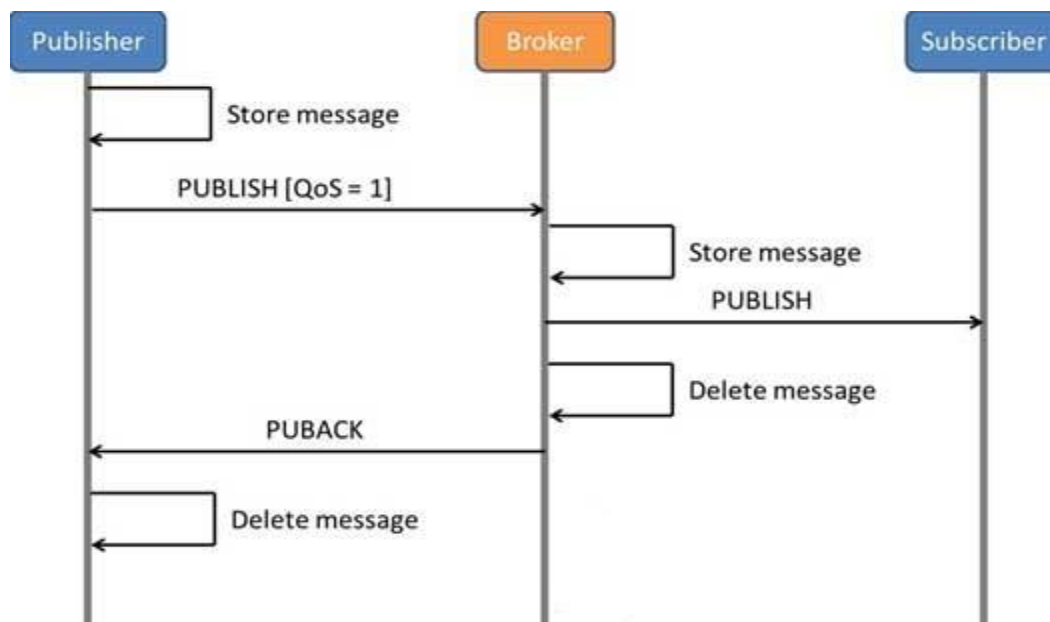 Publisher
Broker
Subscriber
Store message
PUBLISH [QoS = 1]
Store message
PUBLISH
Delete message
PUBACK
Delete message